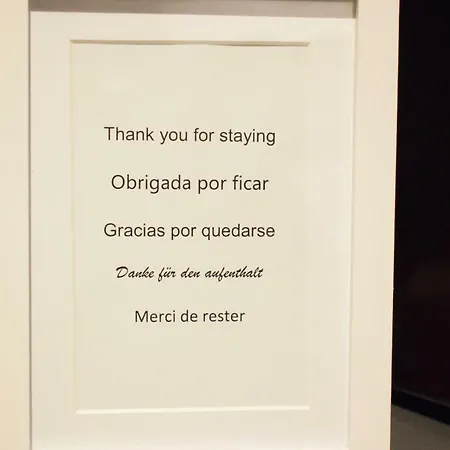 Thank you for staying
Obrigada por ficar
Gracias por quedarse
Danke für den aufenthalt
Merci de rester